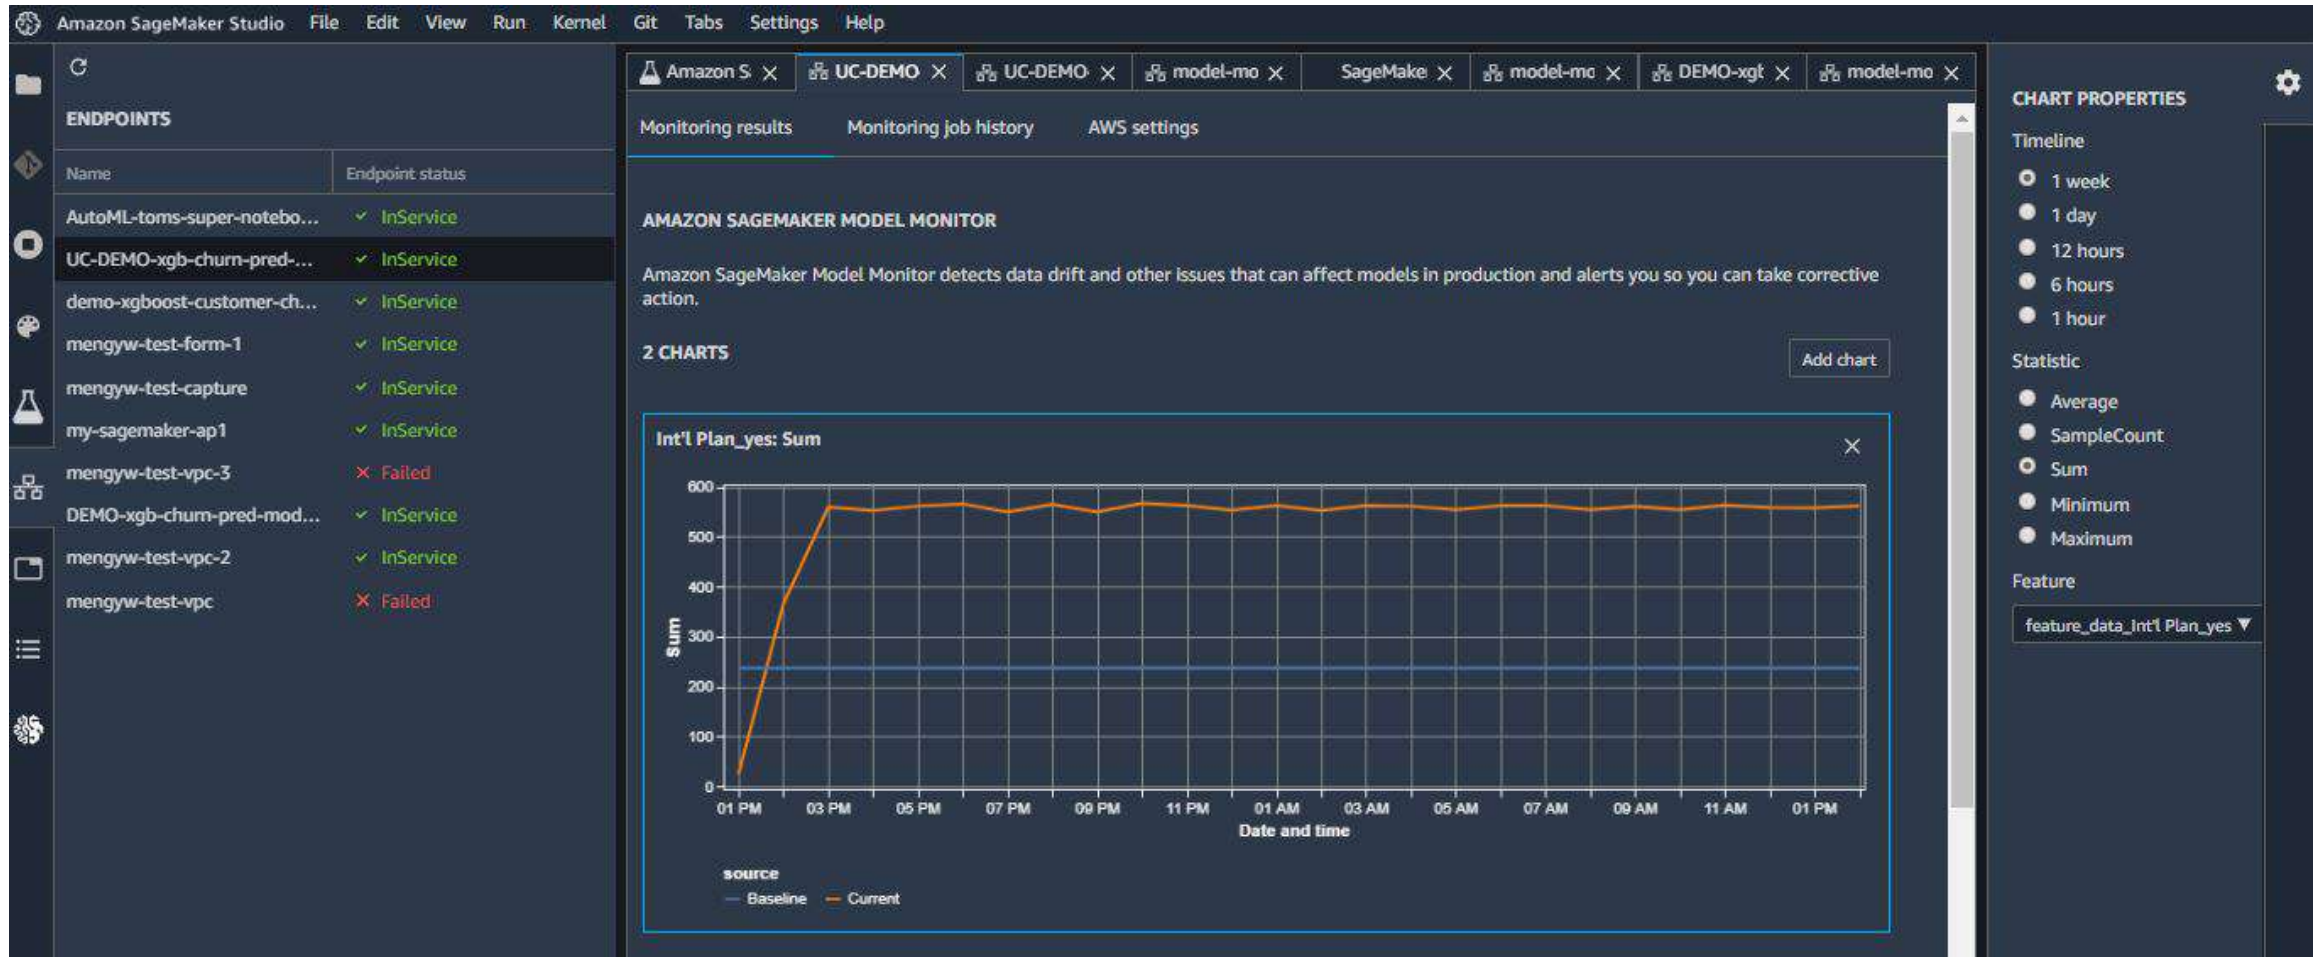 Amazon SageMaker Studio File Edit View Run Kernel Git Tabs Settings Help
ENDPOINTS
Name Endpoint status
AutoML-toms-super-notebo... InService
UC-DEMO-xgb-churn-pred-... InService
demo-xgboost-customer-ch... InService
mengyw-test-form-1 InService
mengyw-test-capture InService
my-sagemaker-ap1 InService
mengyw-test-vpc-3 Failed
DEMO-xgb-churn-pred-mod... InService
mengyw-test-vpc-2 InService
mengyw-test-vpc Failed
Amazon S UC-DEMO UC-DEMO model-mo SageMake model-mo DEMO-xgb model-mo
Monitoring results Monitoring job history AWS settings
AMAZON SAGEMAKER MODEL MONITOR
Amazon SageMaker Model Monitor detects data drift and other issues that can affect models in production and alerts you so you can take corrective
action.
2 CHARTS
Add chart
Int'l Plan_yes: Sum
600
500
400
300
200
100
0
Sum
01 PM 03 PM 05 PM 07 PM 09 PM 11 PM 01 AM 03 AM 05 AM 07 AM 09 AM 11 AM 01 PM
Date and time
source
Baseline Current
CHART PROPERTIES
Timeline
1 week
1 day
12 hours
6 hours
1 hour
Statistic
Average
SampleCount
Sum
Minimum
Maximum
Feature
feature_data_Int'l Plan_yes